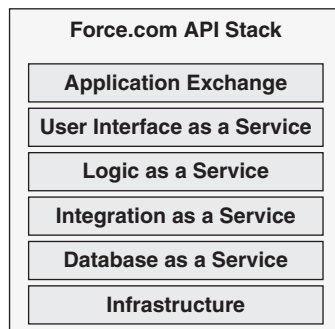 Force.com API Stack
Application Exchange
User Interface as a Service
Logic as a Service
Integration as a Service
Database as a Service
Infrastructure